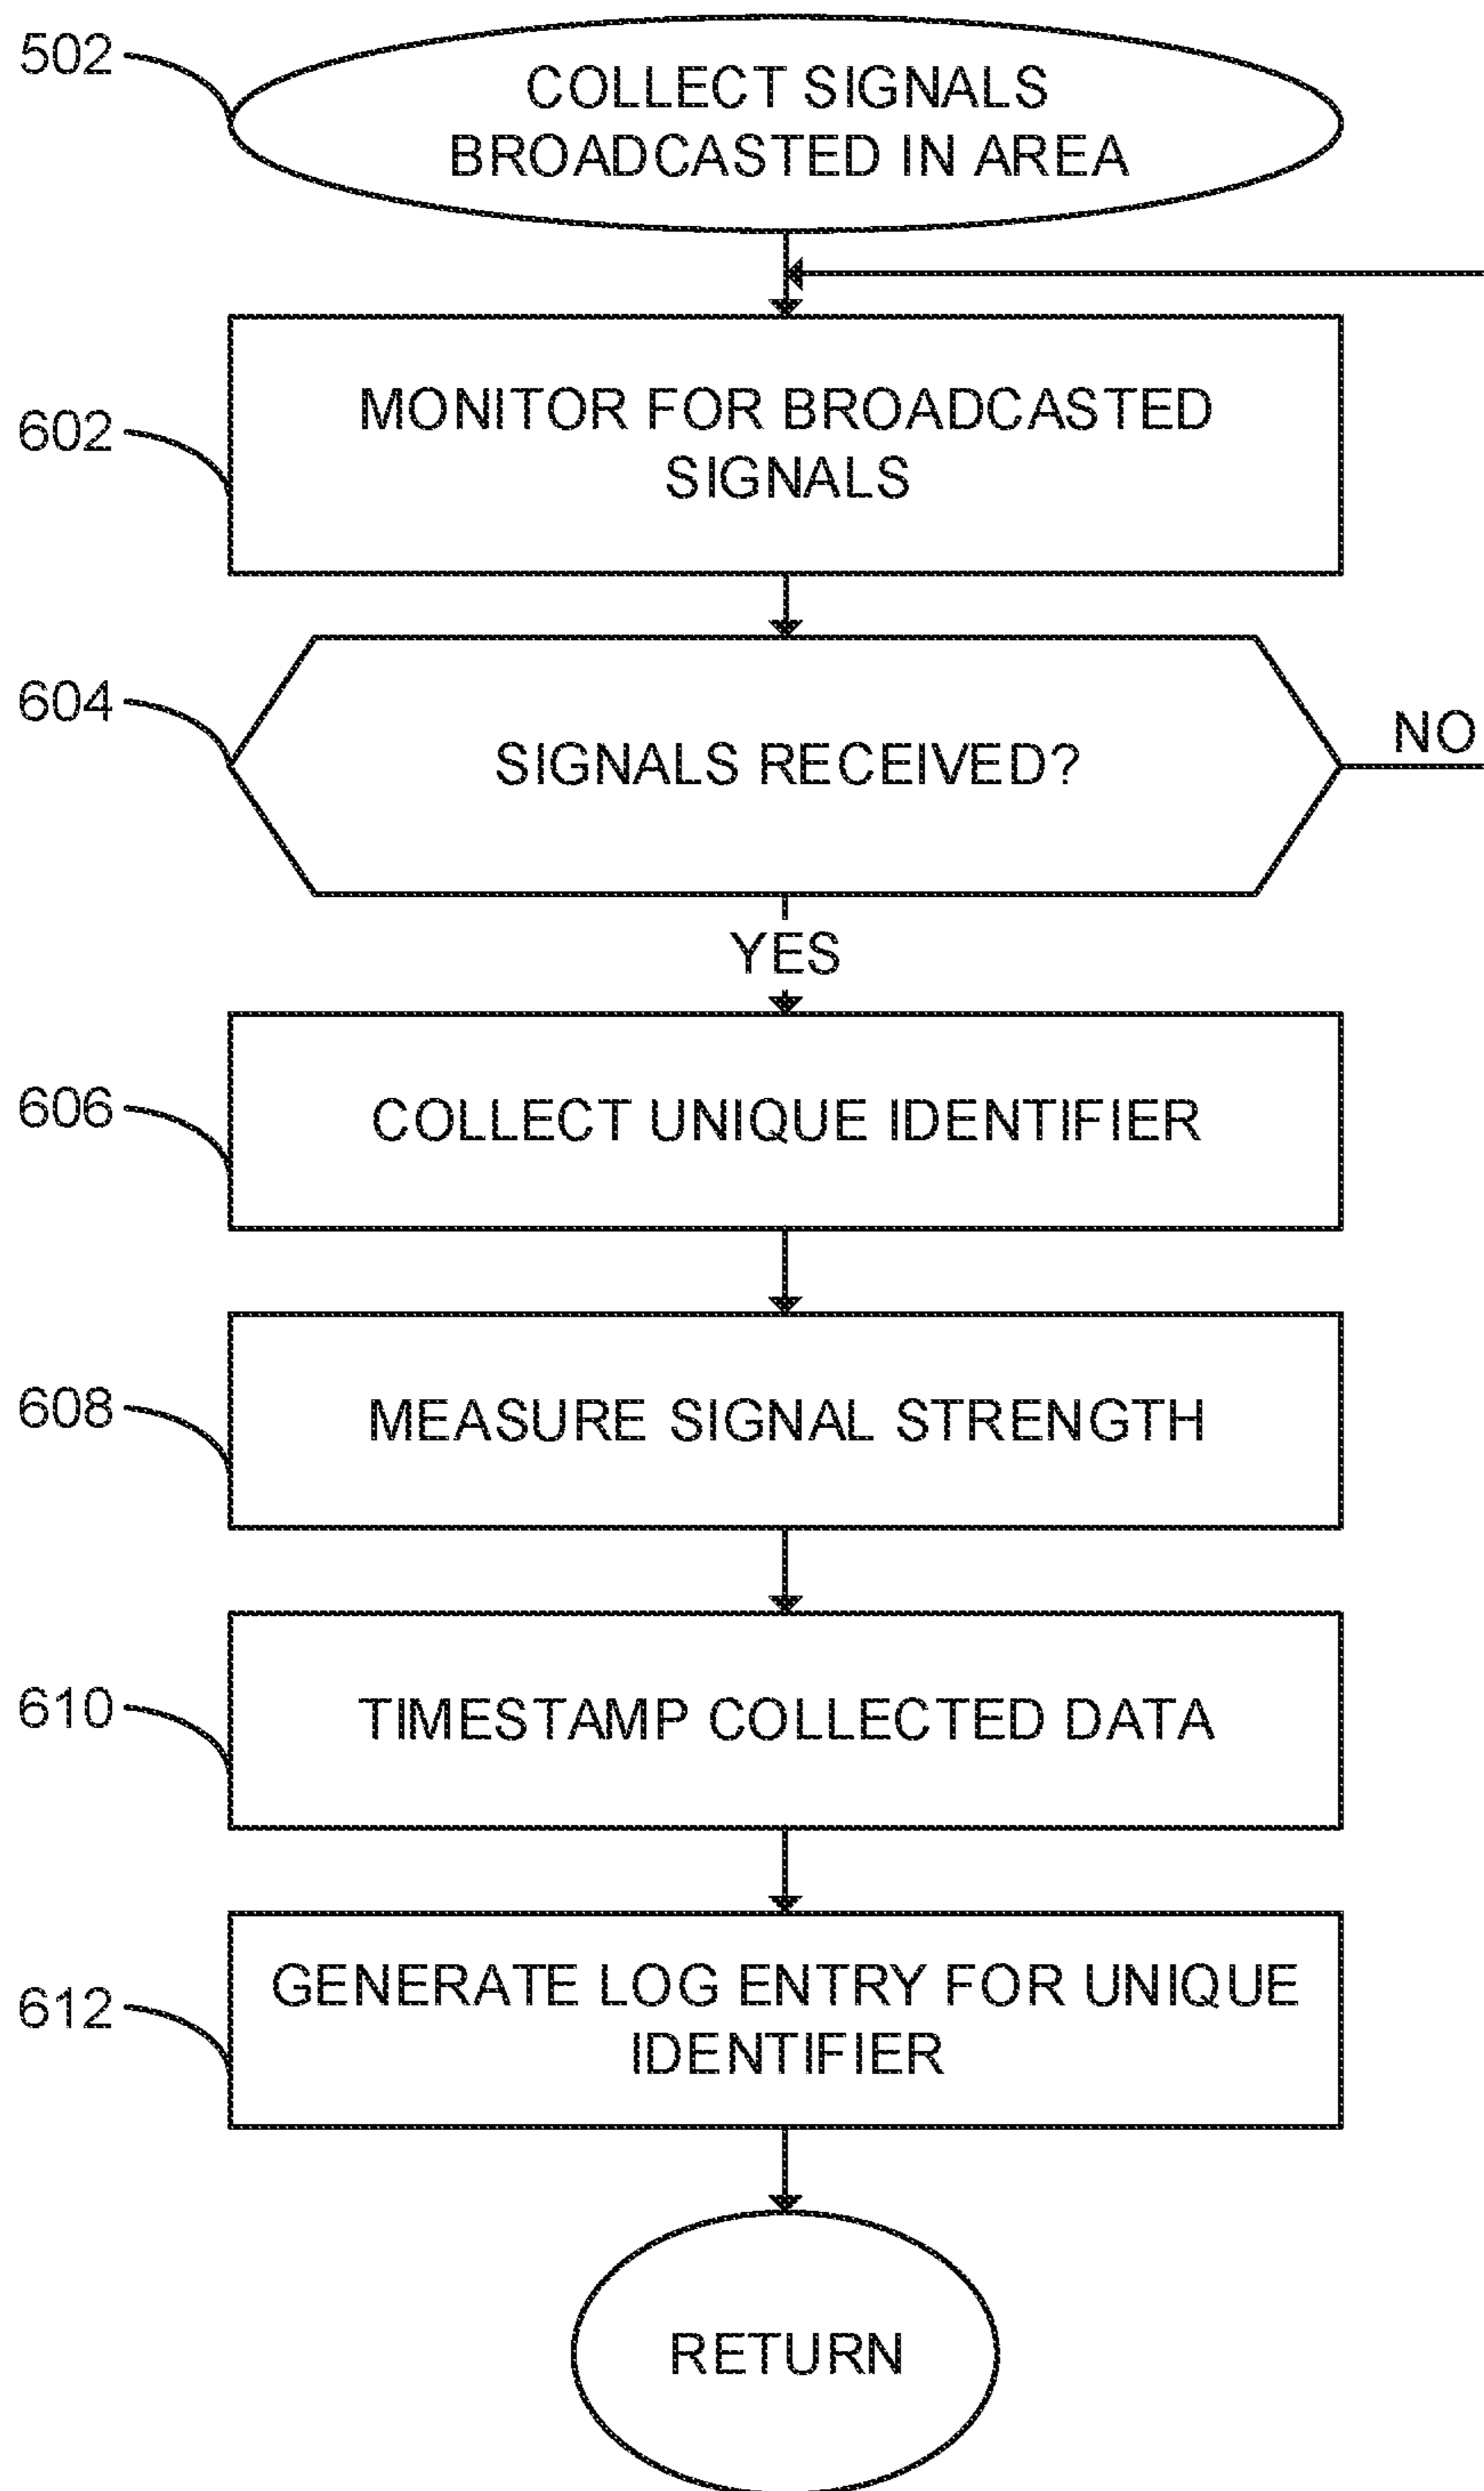 502
COLLECT SIGNALS
BROADCASTED IN AREA
602
MONITOR FOR BROADCASTED
SIGNALS
604
SIGNALS RECEIVED?
NO
YES
606
COLLECT UNIQUE IDENTIFIER
608
MEASURE SIGNAL STRENGTH
610
TIMESTAMP COLLECTED DATA
612
GENERATE LOG ENTRY FOR UNIQUE
IDENTIFIER
RETURN